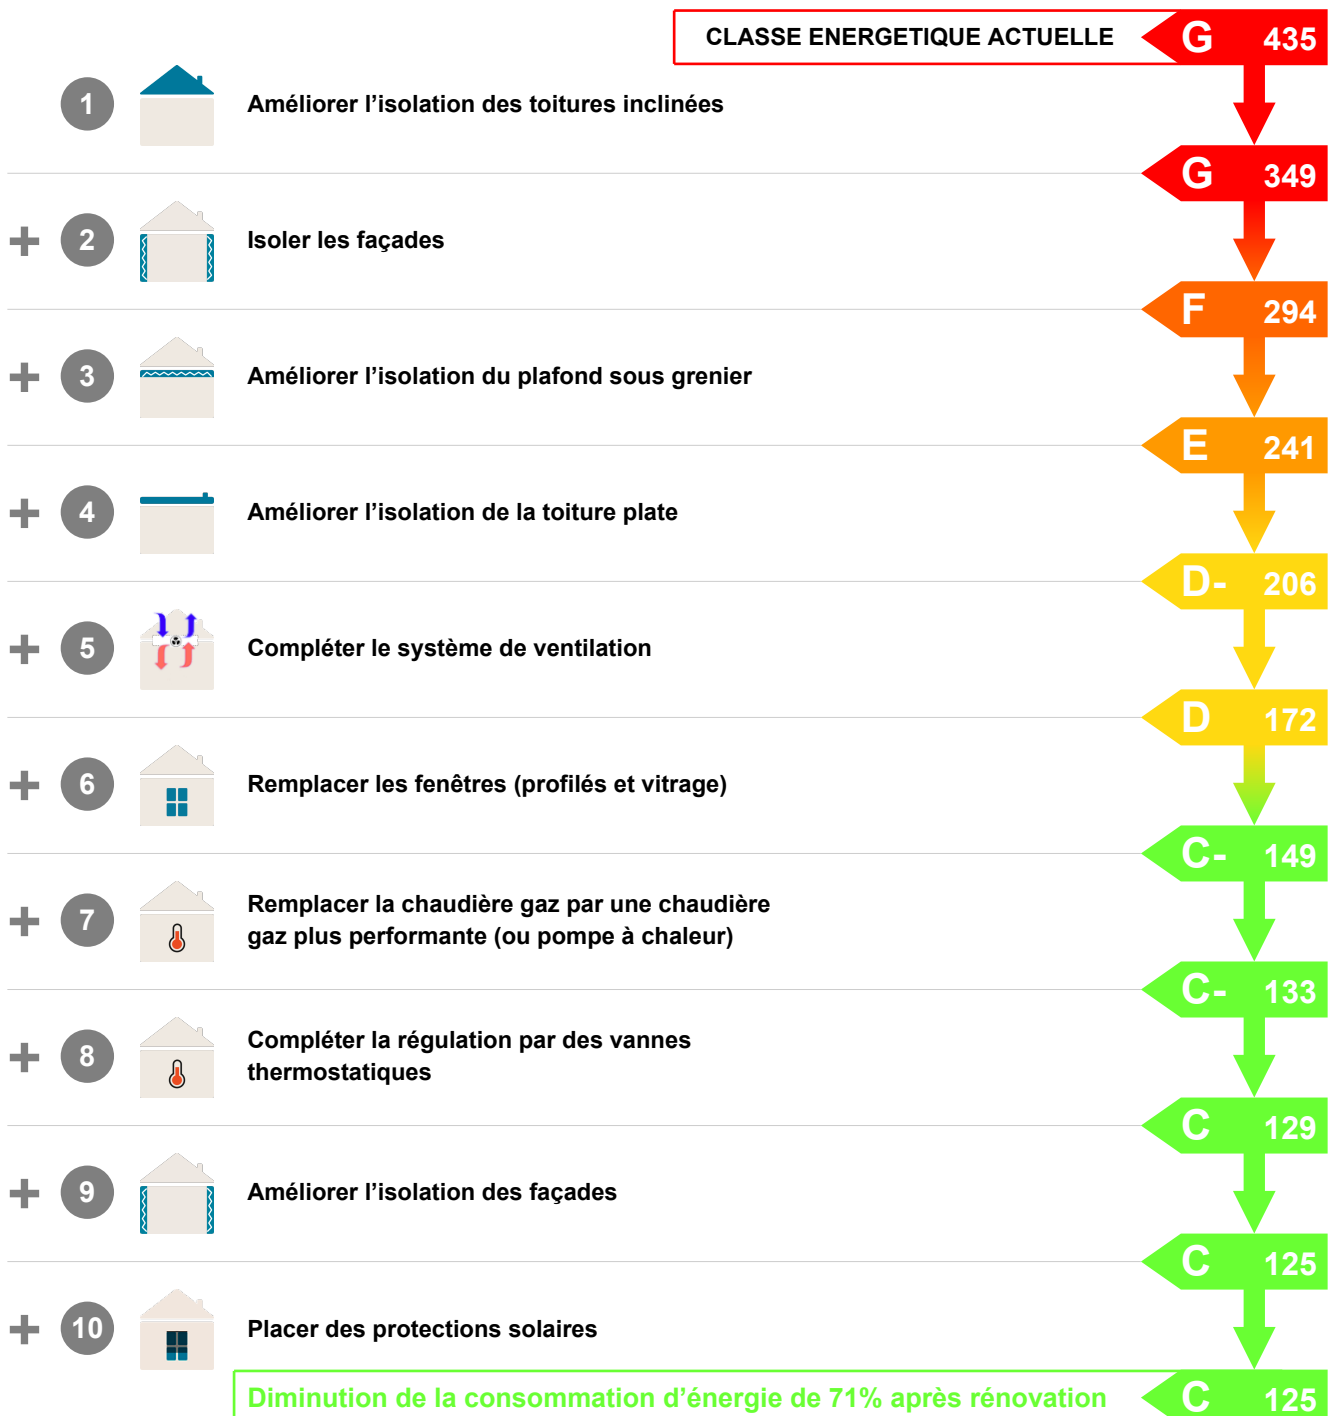 CLASSE ENERGETIQUE ACTUELLE G 435
1 Améliorer l’isolation des toitures inclinées
G 349
+ 2 Isoler les façades
F 294
+ 3 Améliorer l’isolation du plafond sous grenier
E 241
+ 4 Améliorer l’isolation de la toiture plate
D- 206
+ 5 Compléter le système de ventilation
D 172
+ 6 Remplacer les fenêtres (profilés et vitrage)
C- 149
+ 7 Remplacer la chaudière gaz par une chaudière
gaz plus performante (ou pompe à chaleur)
C- 133
+ 8 Compléter la régulation par des vannes
thermostatiques
C 129
+ 9 Améliorer l’isolation des façades
C 125
+ 10 Placer des protections solaires
Diminution de la consommation d’énergie de 71% après rénovation C 125